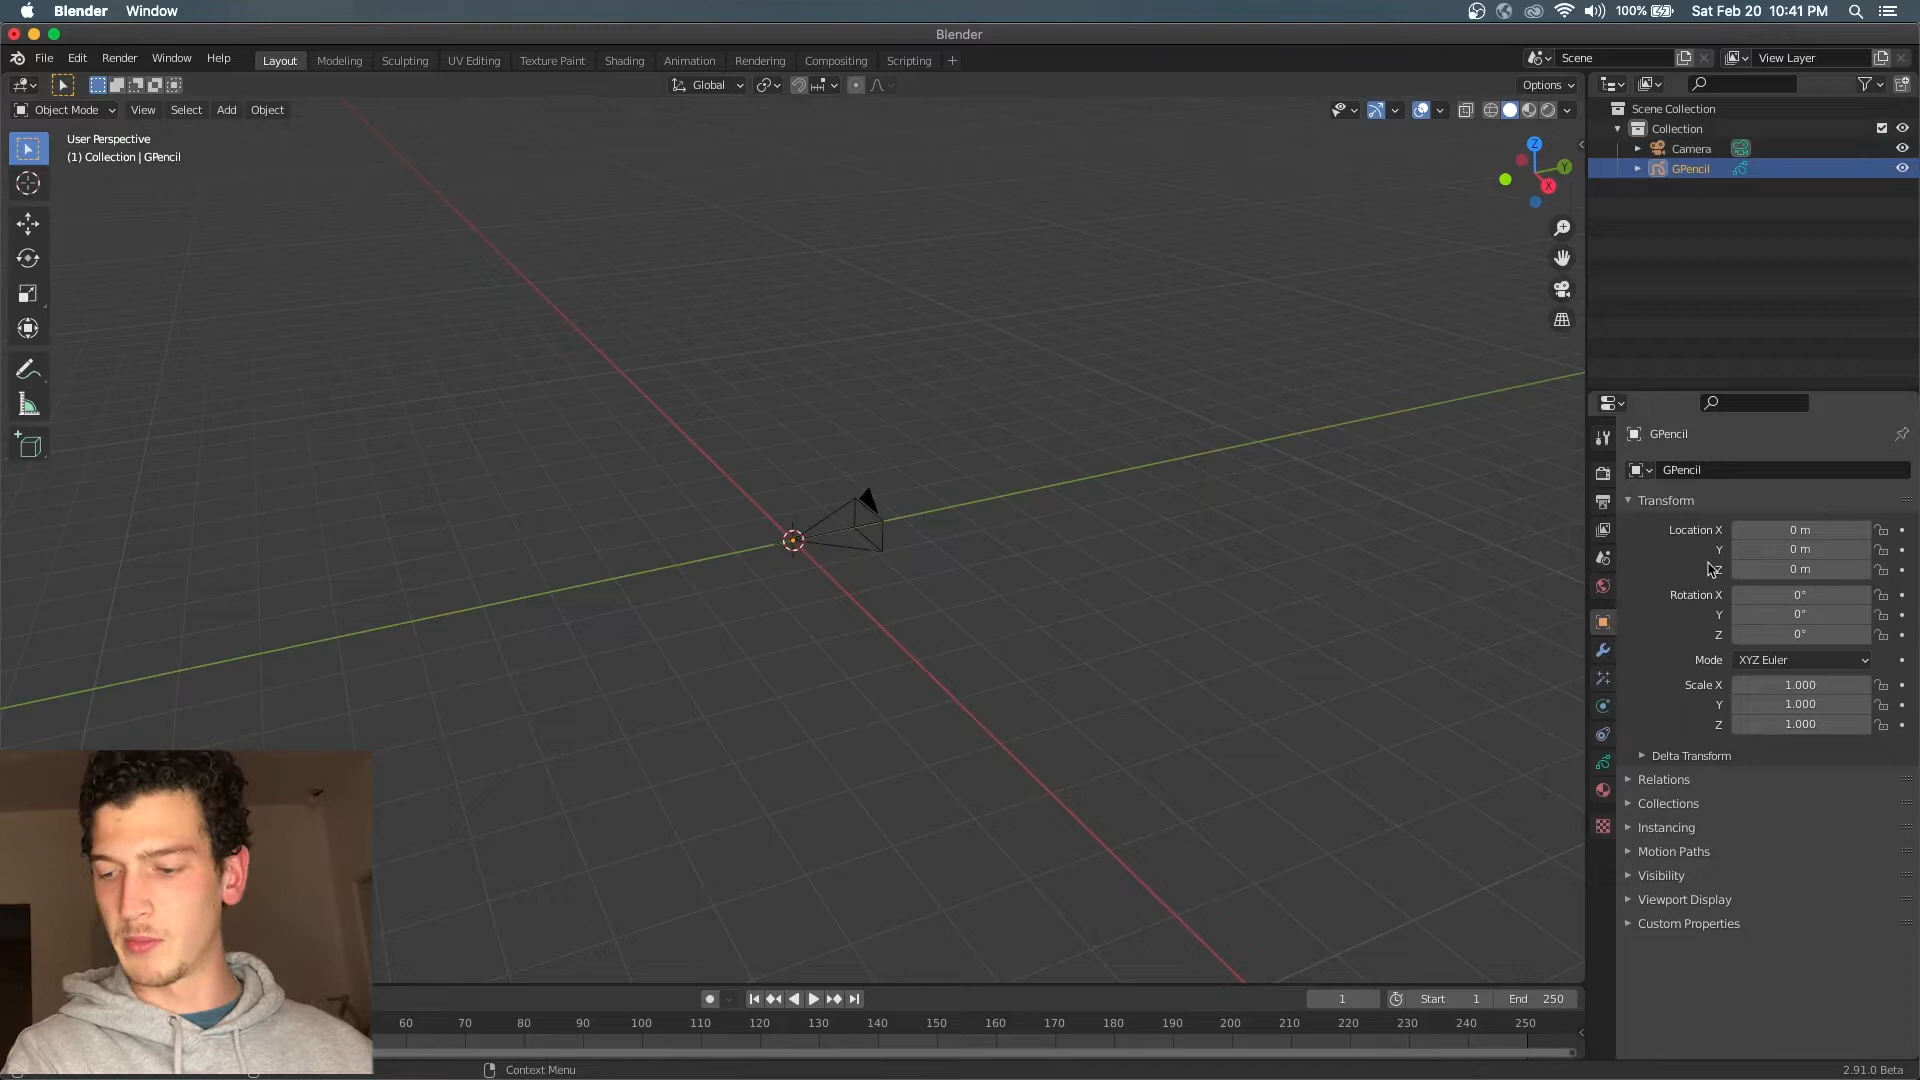 Blender Window 100% Sat Feb 20 10:41 PM
Blender
File Edit Render Window Help Layout Modeling Sculpting UV Editing Texture Paint Shading Animation Rendering Compositing Scripting + Scene View Layer
Global Options
Object Mode View Select Add Object
User Perspective
(1) Collection | GPencil
Z
Y
X
Scene Collection
Collection
Camera
GPencil
GPencil
GPencil
Transform
Location X 0 m
Y 0 m
Z 0 m
Rotation X 0°
Y 0°
Z 0°
Mode XYZ Euler
Scale X 1.000
Y 1.000
Z 1.000
Delta Transform
Relations
Collections
Instancing
Motion Paths
Visibility
Viewport Display
Custom Properties
1 Start 1 End 250
60 70 80 90 100 110 120 130 140 150 160 170 180 190 200 210 220 230 240 250
Context Menu 2.91.0 Beta